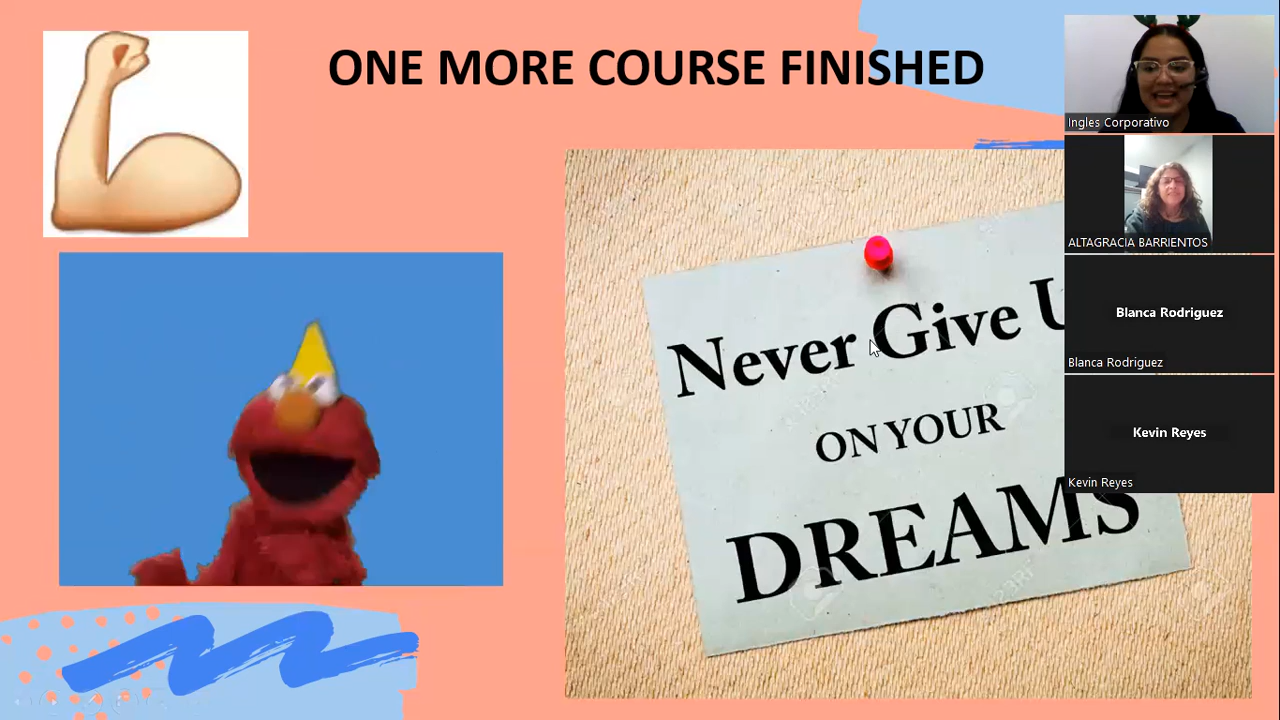 ONE MORE COURSE FINISHED
Never Give U
ON YOUR
DREAMS
Ingles Corporativo
ALTAGRACIA BARRIENTOS
Blanca Rodriguez
Blanca Rodriguez
Kevin Reyes
Kevin Reyes